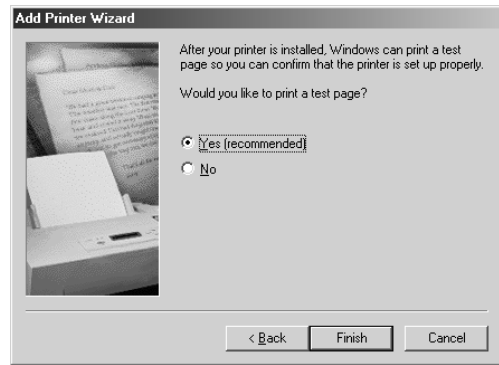 Add Printer Wizard
After your printer is installed, Windows can print a test
page so you can confirm that the printer is set up properly.
Would you like to print a test page?
Yes (recommended)
No
< Back
Finish
Cancel